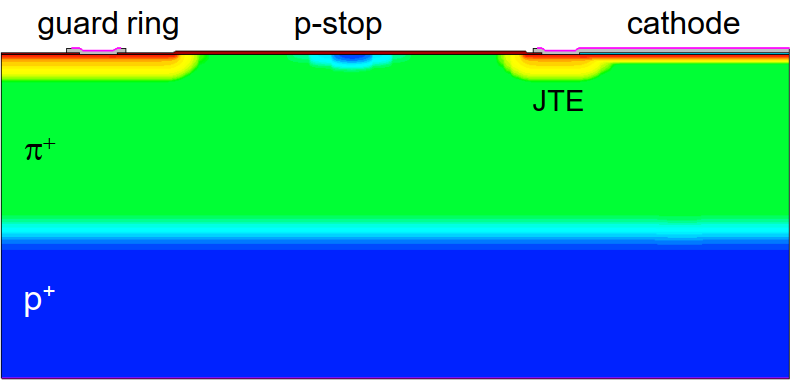 guard ring p-stop cathode
JTE
π⁺
p⁺